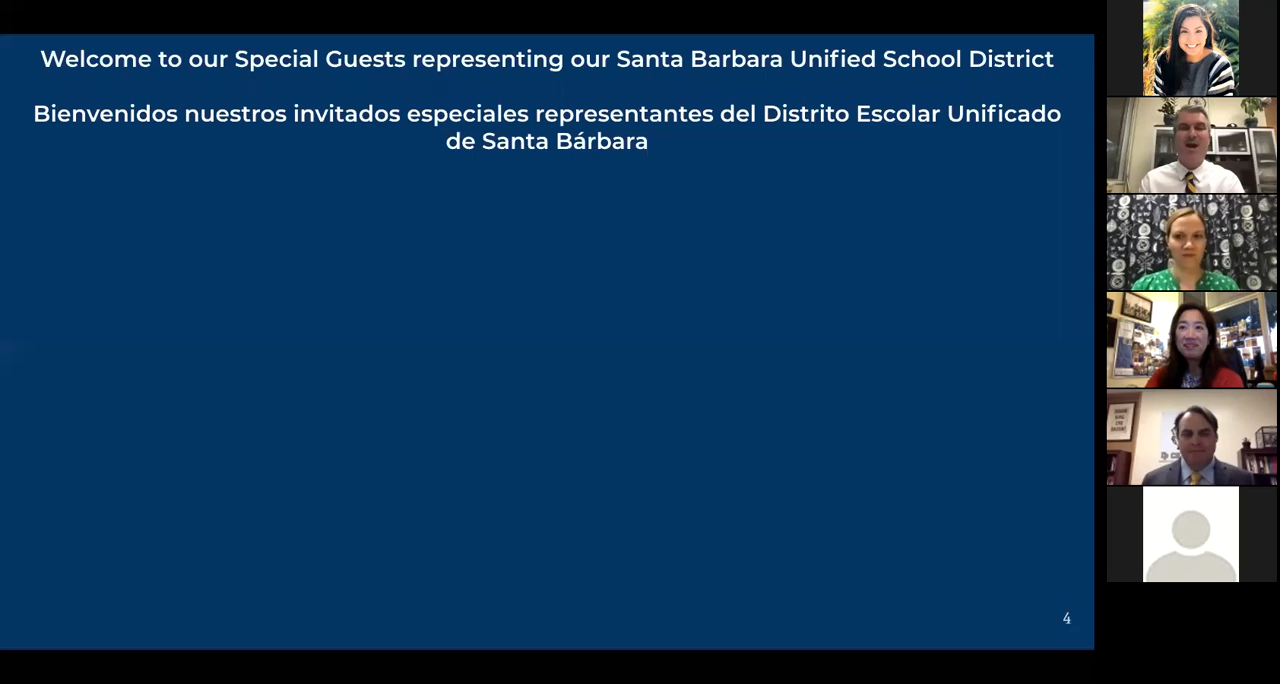 Welcome to our Special Guests representing our Santa Barbara Unified School District
Bienvenidos nuestros invitados especiales representantes del Distrito Escolar Unificado
de Santa Bárbara
4